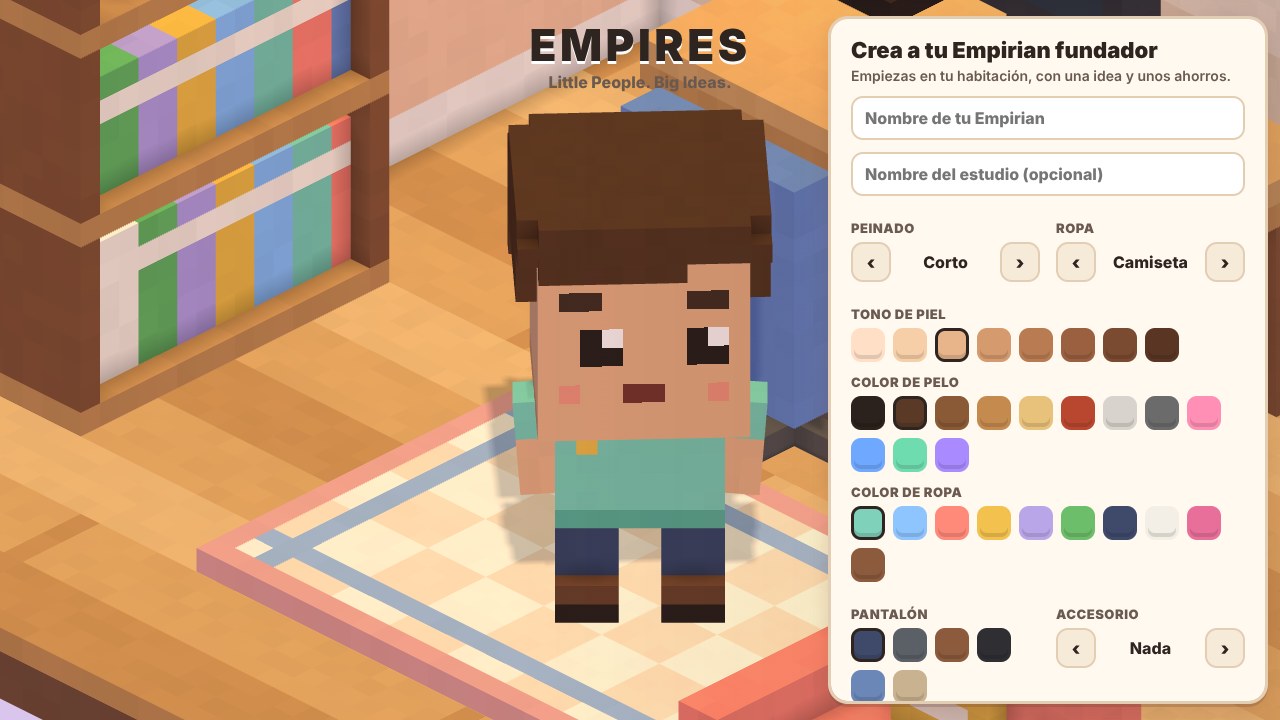 EMPIRES
Little People. Big Ideas.
Crea a tu Empirian fundador
Empiezas en tu habitación, con una idea y unos ahorros.
Nombre de tu Empirian
Nombre del estudio (opcional)
PEINADO
‹ Corto ›
ROPA
‹ Camiseta ›
TONO DE PIEL
COLOR DE PELO
COLOR DE ROPA
PANTALÓN
ACCESORIO
‹ Nada ›